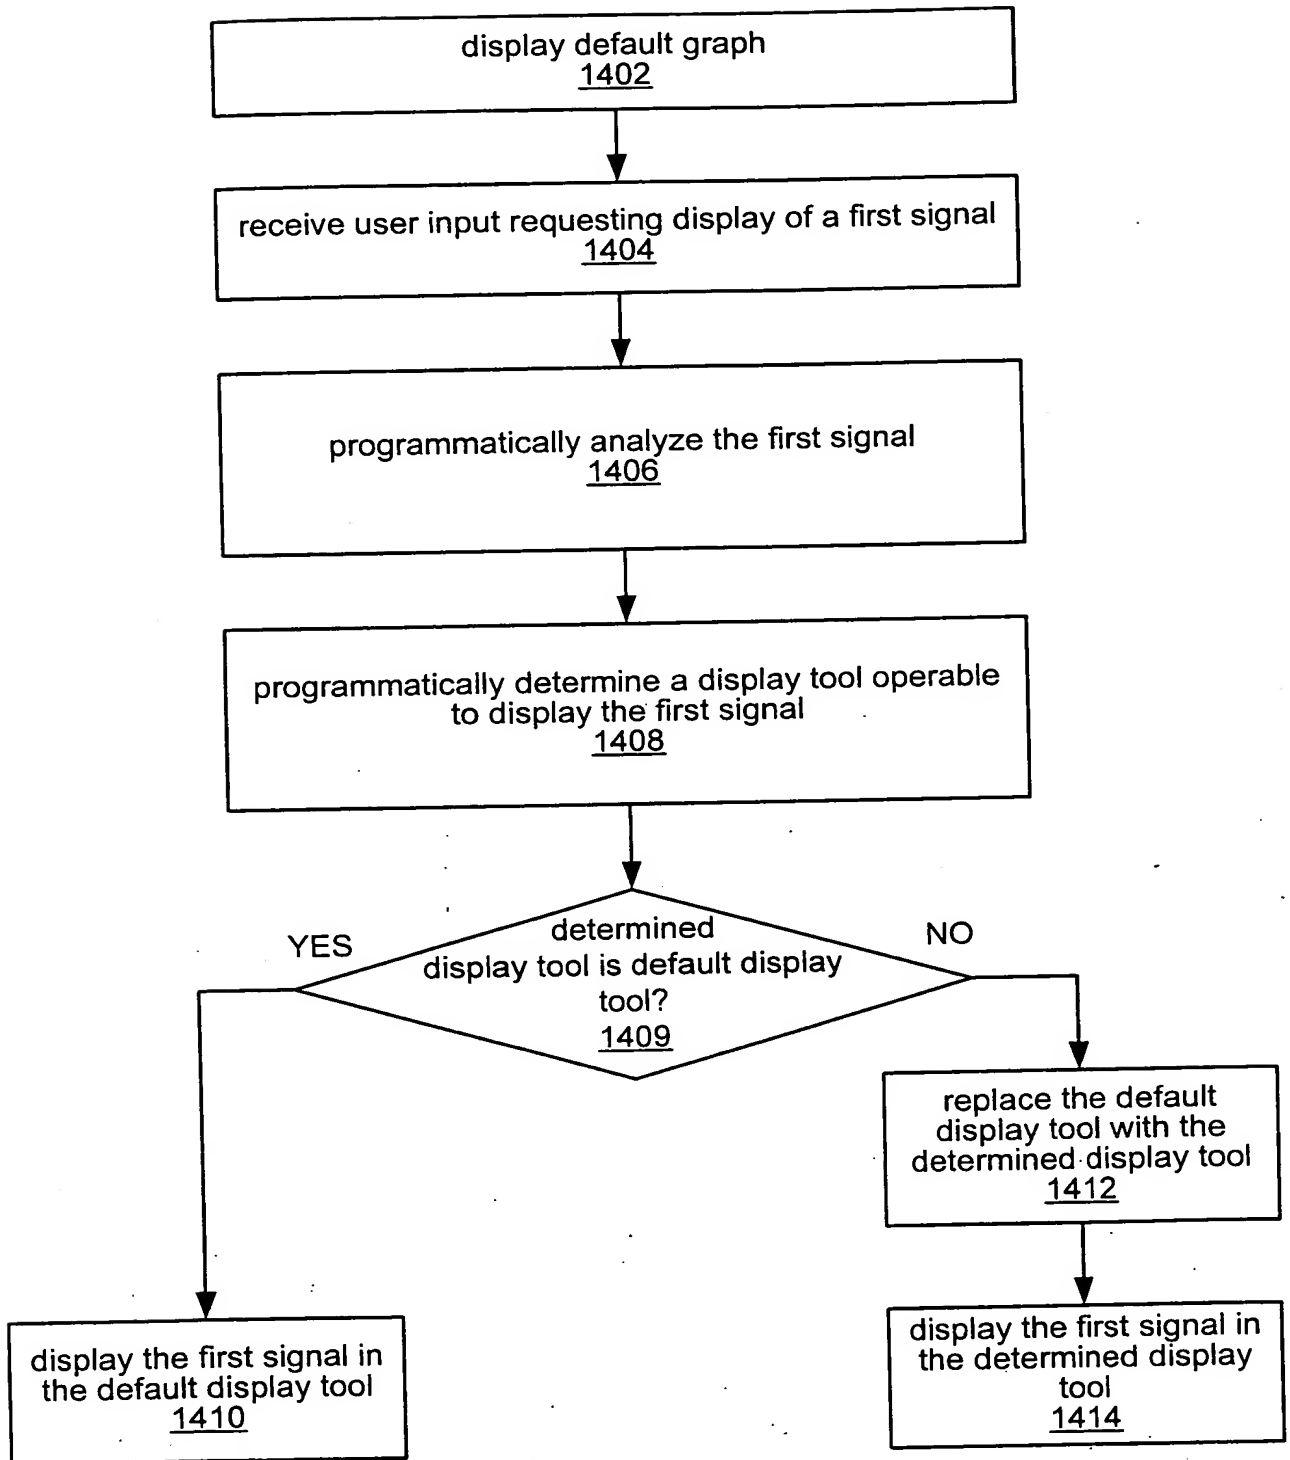 display default graph
1402
receive user input requesting display of a first signal
1404
programmatically analyze the first signal
1406
programmatically determine a display tool operable
to display the first signal
1408
YES
determined
display tool is default display
tool?
1409
NO
replace the default
display tool with the
determined display tool
1412
display the first signal in
the default display tool
1410
display the first signal in
the determined display
tool
1414